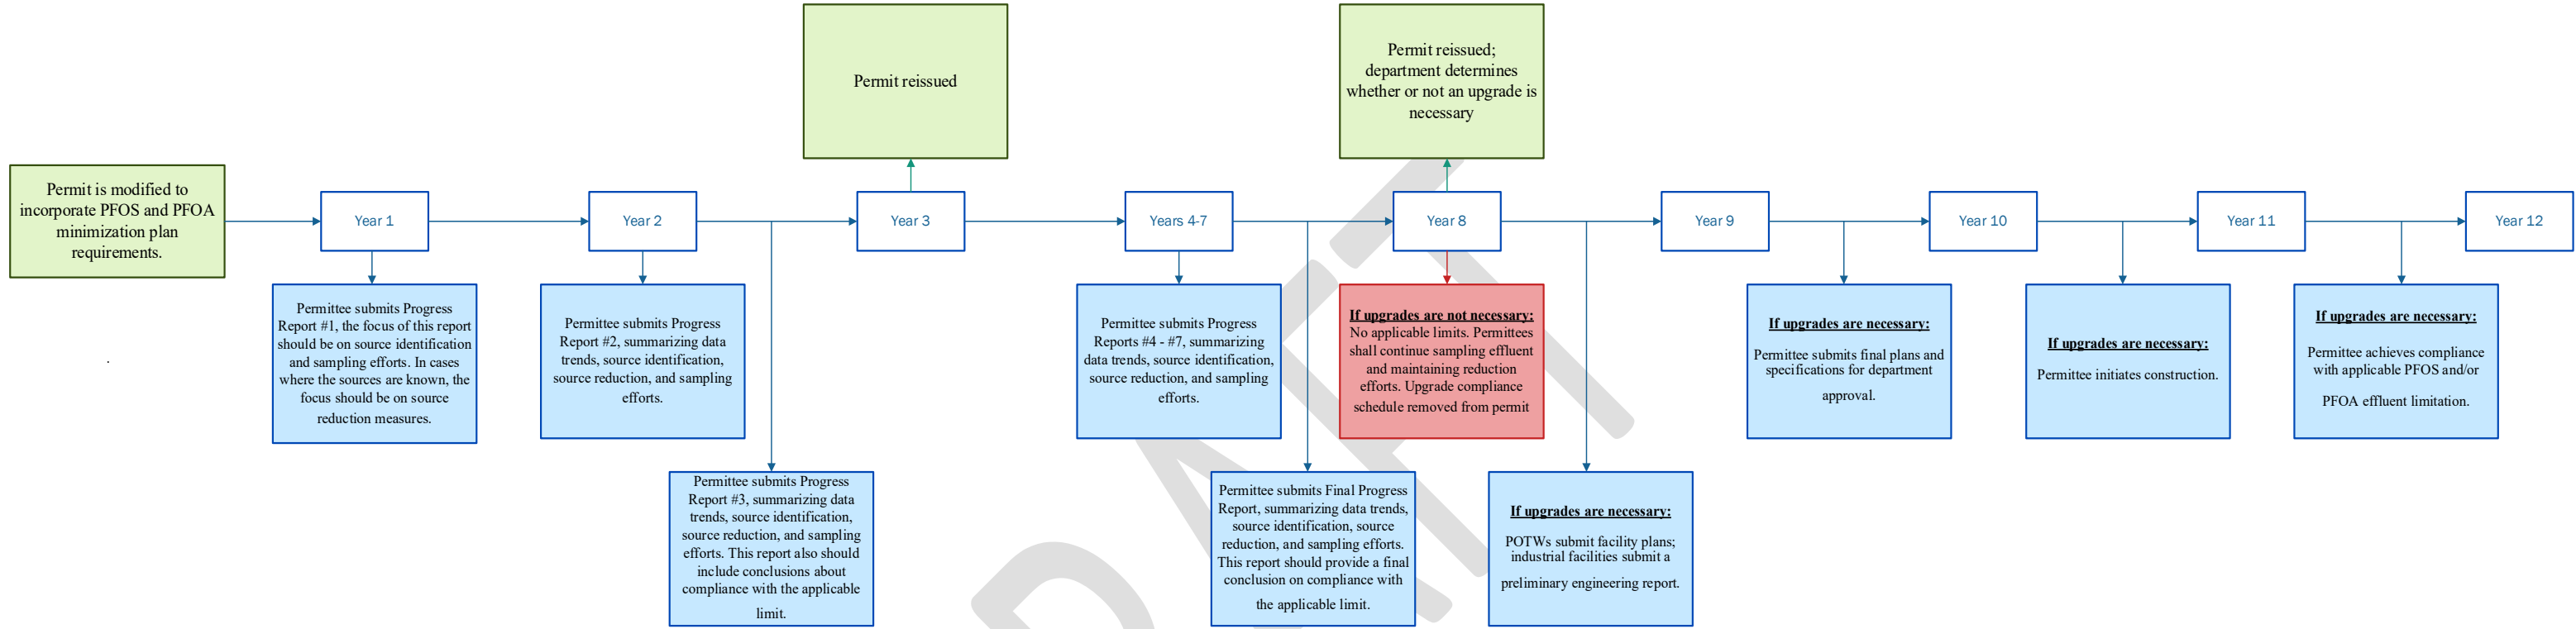 Permit reissued
Permit reissued;
department determines
whether or not an upgrade is
necessary
Permit is modified to
incorporate PFOS and PFOA
minimization plan
requirements.
Year 1
Year 2
Year 3
Years 4-7
Year 8
Year 9
Year 10
Year 11
Year 12
Permittee submits Progress
Report #1, the focus of this report
should be on source identification
and sampling efforts. In cases
where the sources are known, the
focus should be on source
reduction measures.
Permittee submits Progress
Report #2, summarizing data
trends, source identification,
source reduction, and sampling
efforts.
Permittee submits Progress
Reports #4 - #7, summarizing
data trends, source identification,
source reduction, and sampling
efforts.
If upgrades are not necessary:
No applicable limits. Permittees
shall continue sampling effluent
and maintaining reduction
efforts. Upgrade compliance
schedule removed from permit
If upgrades are necessary:
Permittee submits final plans and
specifications for department
approval.
If upgrades are necessary:
Permittee initiates construction.
If upgrades are necessary:
Permittee achieves compliance
with applicable PFOS and/or
PFOA effluent limitation.
.
Permittee submits Progress
Report #3, summarizing data
trends, source identification,
source reduction, and sampling
efforts. This report also should
include conclusions about
compliance with the applicable
limit.
Permittee submits Final Progress
Report, summarizing data trends,
source identification, source
reduction, and sampling efforts.
This report should provide a final
conclusion on compliance with
the applicable limit.
If upgrades are necessary:
POTWs submit facility plans;
industrial facilities submit a
preliminary engineering report.
DRAFT